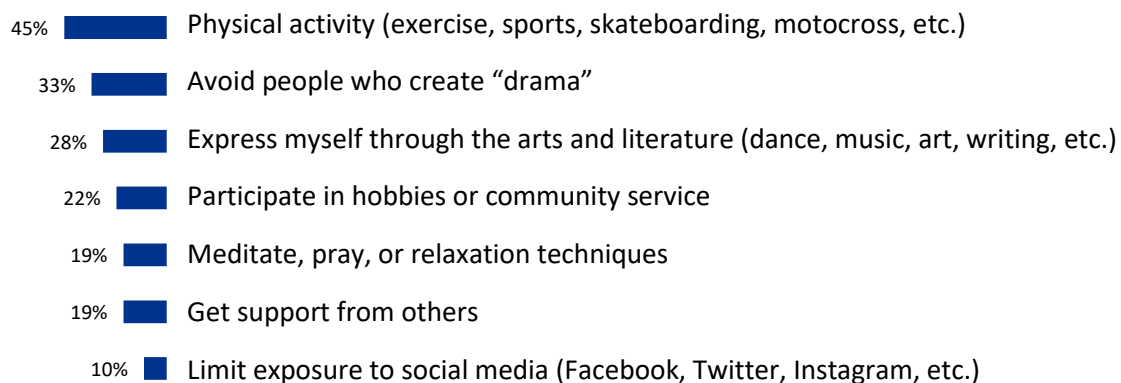 45% Physical activity (exercise, sports, skateboarding, motocross, etc.)
33% Avoid people who create “drama”
28% Express myself through the arts and literature (dance, music, art, writing, etc.)
22% Participate in hobbies or community service
19% Meditate, pray, or relaxation techniques
19% Get support from others
10% Limit exposure to social media (Facebook, Twitter, Instagram, etc.)